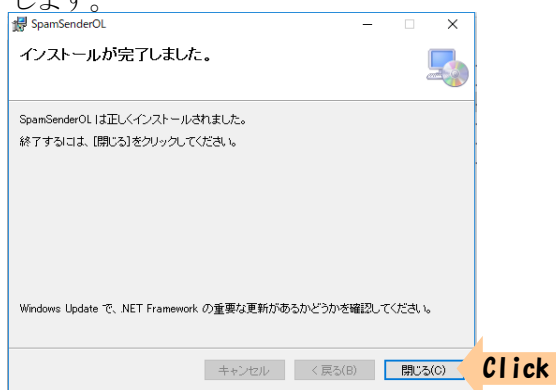 します。
SpamSenderOL
インストールが完了しました。
SpamSenderOL は正しくインストールされました。
終了するには、[閉じる]をクリックしてください。
Windows Update で、.NET Framework の重要な更新があるかどうかを確認してください。
キャンセル
< 戻る(B)
閉じる(C)
Click